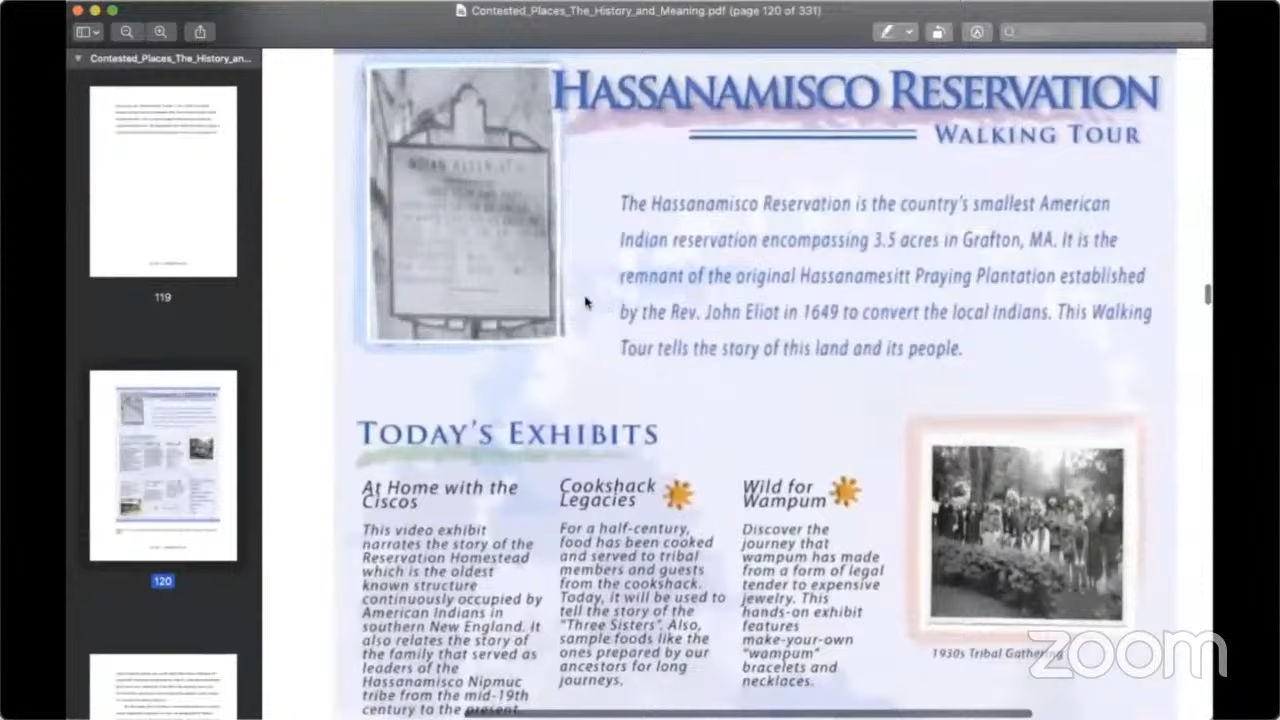 Contested_Places_The_History_and_Meaning.pdf (page 120 of 331)
Contested_Places_The_History_an...
119
120
HASSANAMISCO RESERVATION
WALKING TOUR
The Hassanamisco Reservation is the country's smallest American
Indian reservation encompassing 3.5 acres in Grafton, MA. It is the
remnant of the original Hassanamesitt Praying Plantation established
by the Rev. John Eliot in 1649 to convert the local Indians. This Walking
Tour tells the story of this land and its people.
TODAY'S EXHIBITS
At Home with the
Ciscos
This video exhibit
narrates the story of the
Reservation Homestead
which is the oldest
known structure
continuously occupied by
American Indians in
southern New England. It
also relates the story of
the family that served as
leaders of the
Hassanamisco Nipmuc
tribe from the mid-19th
century to the present.
Cookshack
Legacies
For a half-century,
food has been cooked
and served to tribal
members and guests
from the cookshack.
Today, it will be used to
tell the story of the
"Three Sisters". Also,
sample foods like the
ones prepared by our
ancestors for long
journeys.
Wild for
Wampum
Discover the
journey that
wampum has made
from a form of legal
tender to expensive
jewelry. This
hands-on exhibit
features
make-your-own
"wampum"
bracelets and
necklaces.
1930s Tribal Gathering
zoom